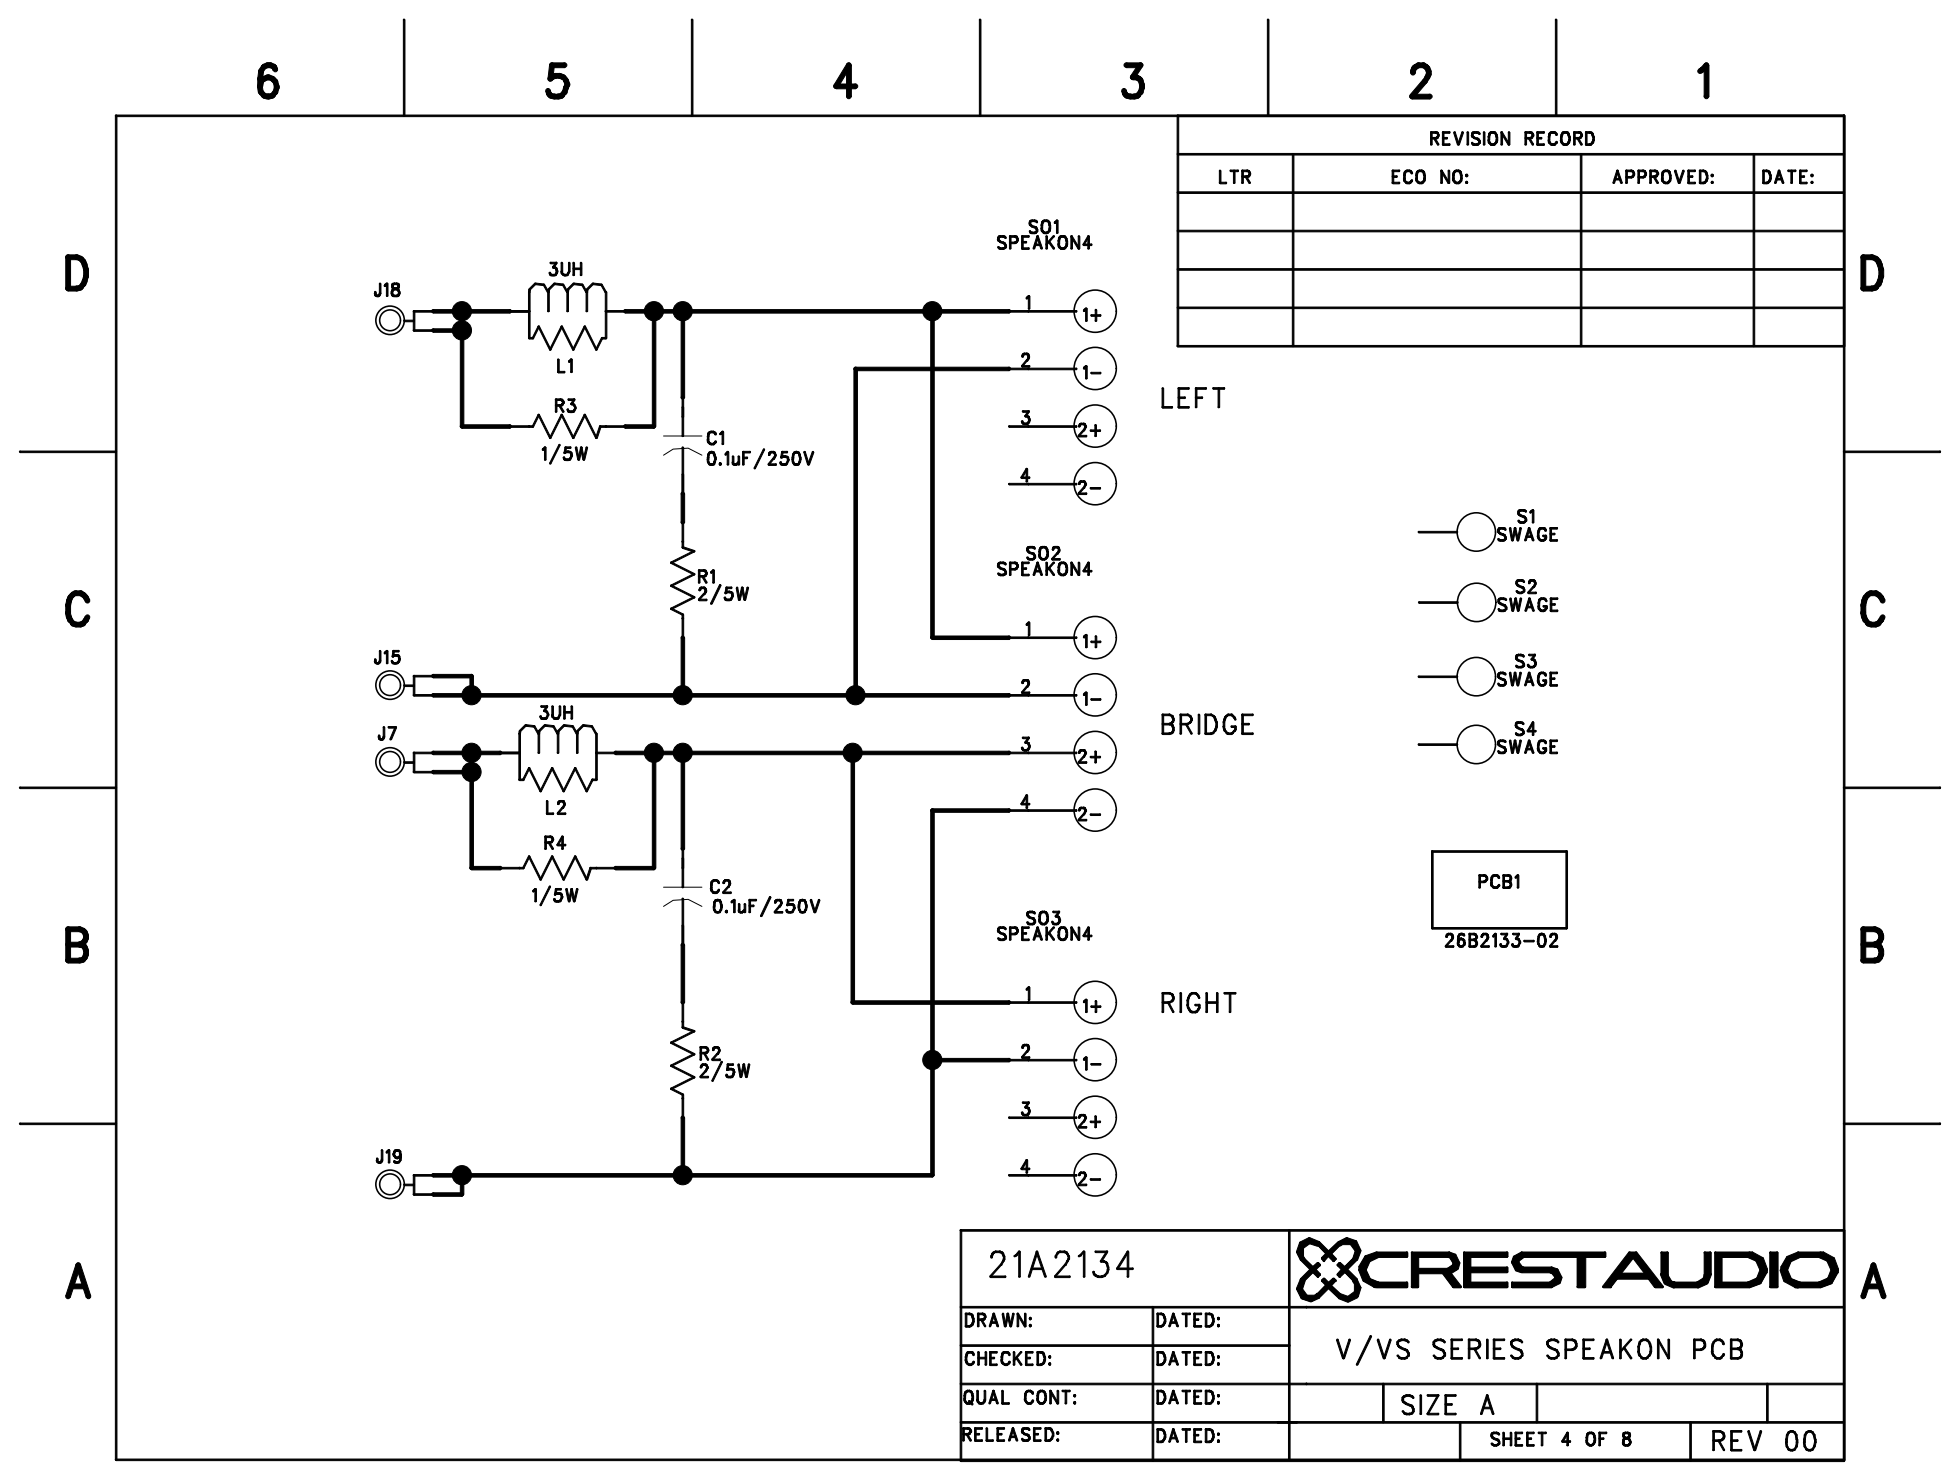 6 5 4 3 2 1
REVISION RECORD
LTR ECO NO: APPROVED: DATE:
D D
SO1
SPEAKON4
J18
3UH
L1
R3
1/5W
1 1+
2 1-
LEFT
3 2+
4 2-
C1
0.1uF/250V
S1
SWAGE
SO2
SPEAKON4
C C
R1
2/5W
S2
SWAGE
1 1+
J15
2 1-
S3
SWAGE
3UH
BRIDGE
J7
3 2+
S4
SWAGE
L2
4 2-
R4
1/5W
C2
0.1uF/250V
PCB1
26B2133-02
SO3
SPEAKON4
B B
1 1+
RIGHT
2 1-
R2
2/5W
3 2+
J19
4 2-
A A
21A2134
CRESTAUDIO
DRAWN: DATED:
V/VS SERIES SPEAKON PCB
CHECKED: DATED:
QUAL CONT: DATED:
SIZE A
RELEASED: DATED:
SHEET 4 OF 8
REV 00